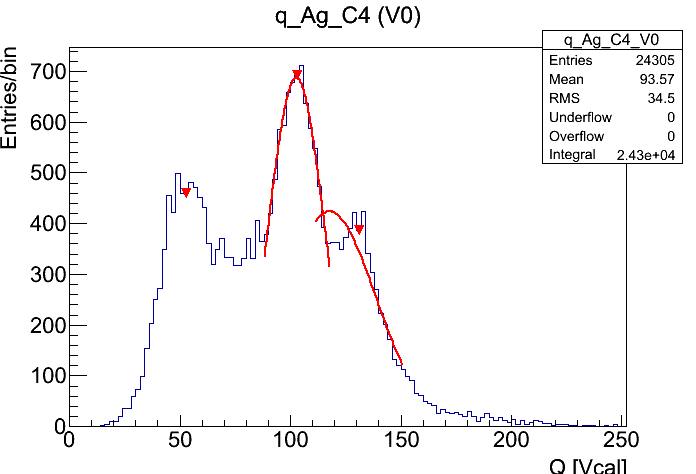 q_Ag_C4 (V0)
q_Ag_C4_V0
Entries 24305
Mean 93.57
RMS 34.5
Underflow 0
Overflow 0
Integral 2.43e+04
Entries/bin
700
600
500
400
300
200
100
0
0 50 100 150 200 250
Q [Vcal]